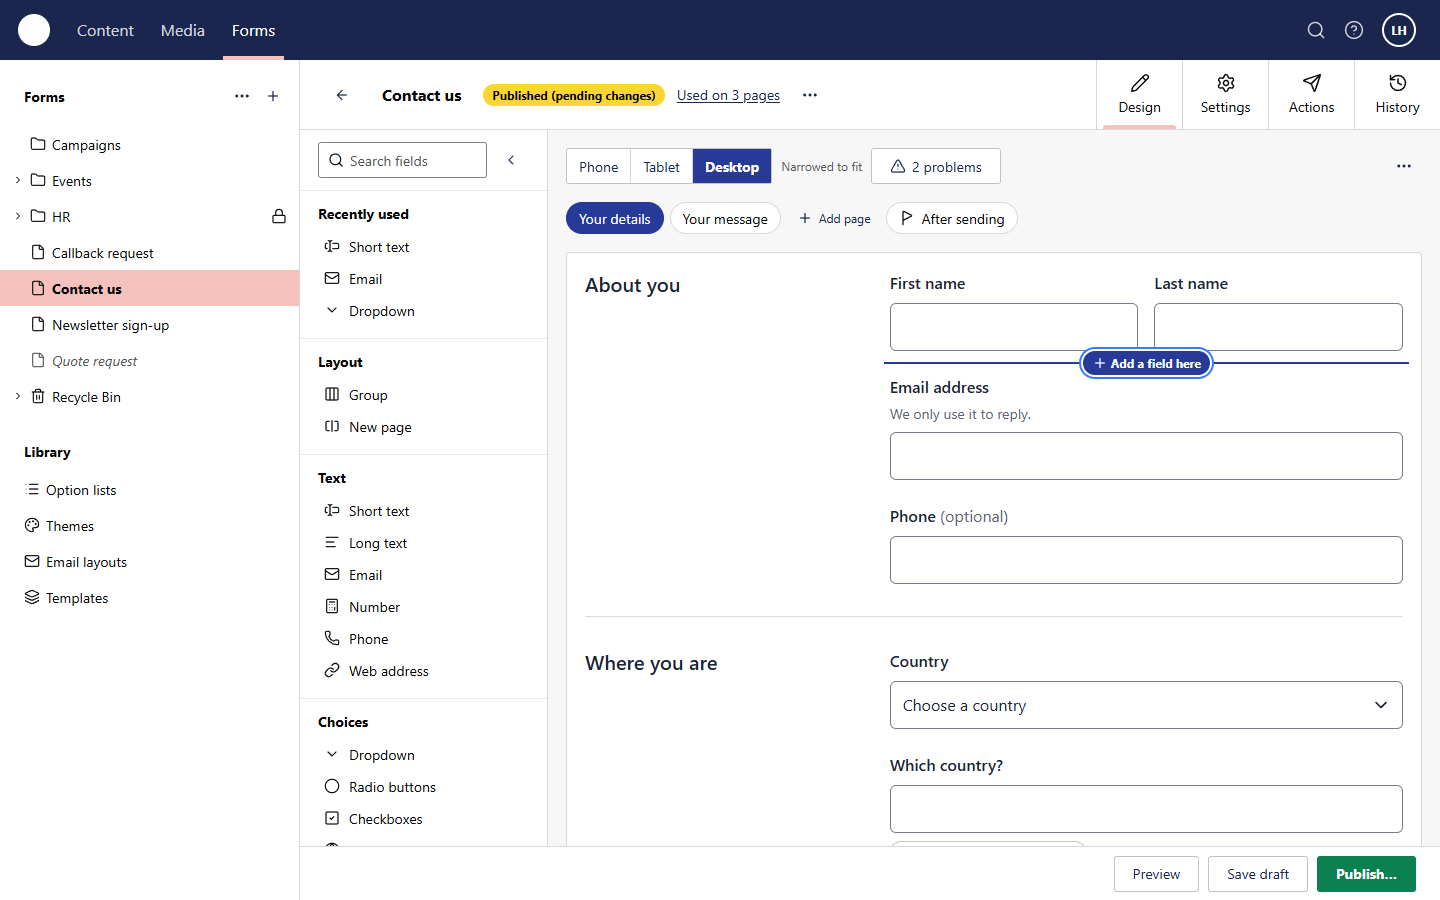 Content
Media
Forms
LH
Forms
Campaigns
Events
HR
Callback request
Contact us
Newsletter sign-up
Quote request
Recycle Bin
Library
Option lists
Themes
Email layouts
Templates
Contact us
Published (pending changes)
Used on 3 pages
Design
Settings
Actions
History
Search fields
Recently used
Short text
Email
Dropdown
Layout
Group
New page
Text
Short text
Long text
Email
Number
Phone
Web address
Choices
Dropdown
Radio buttons
Checkboxes
Phone
Tablet
Desktop
Narrowed to fit
2 problems
Your details
Your message
Add page
After sending
About you
First name
Last name
Add a field here
Email address
We only use it to reply.
Phone (optional)
Where you are
Country
Choose a country
Which country?
Preview
Save draft
Publish...